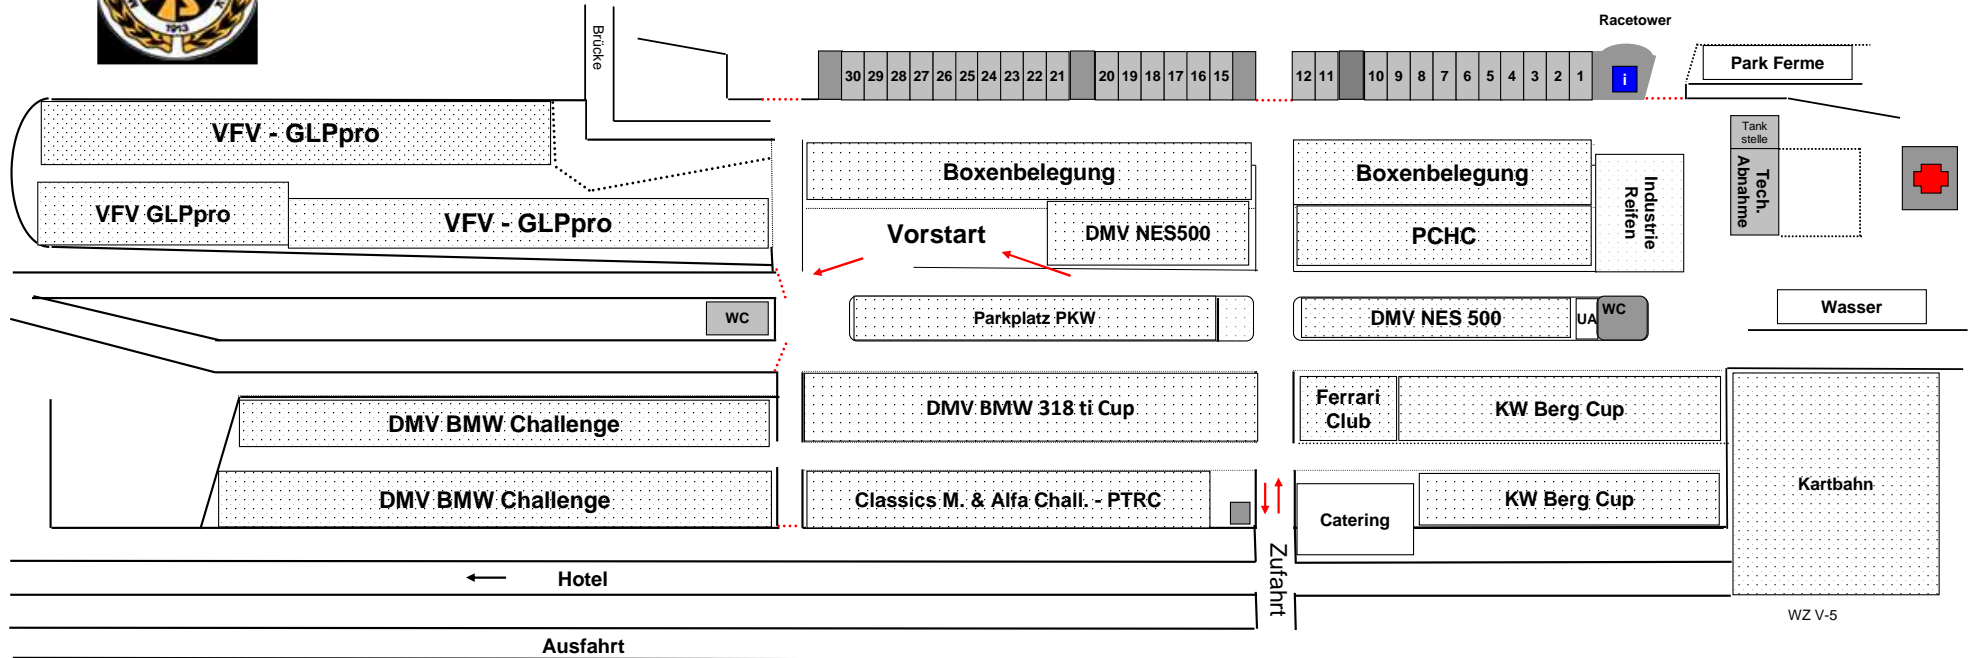 1913
Brücke
Racetower
30 29 28 27 26 25 24 23 22 21 20 19 18 17 16 15 12 11 10 9 8 7 6 5 4 3 2 1 i
Park Ferme
VFV - GLPpro
Boxenbelegung
Boxenbelegung
Industrie
Reifen
Tank
stelle
Tech.
Abnahme
VFV GLPpro
VFV - GLPpro
Vorstart
DMV NES500
PCHC
WC
Parkplatz PKW
DMV NES 500
UA
WC
Wasser
DMV BMW Challenge
DMV BMW 318 ti Cup
Ferrari
Club
KW Berg Cup
DMV BMW Challenge
Classics M. & Alfa Chall. - PTRC
Catering
KW Berg Cup
Kartbahn
Zufahrt
Hotel
WZ V-5
Ausfahrt